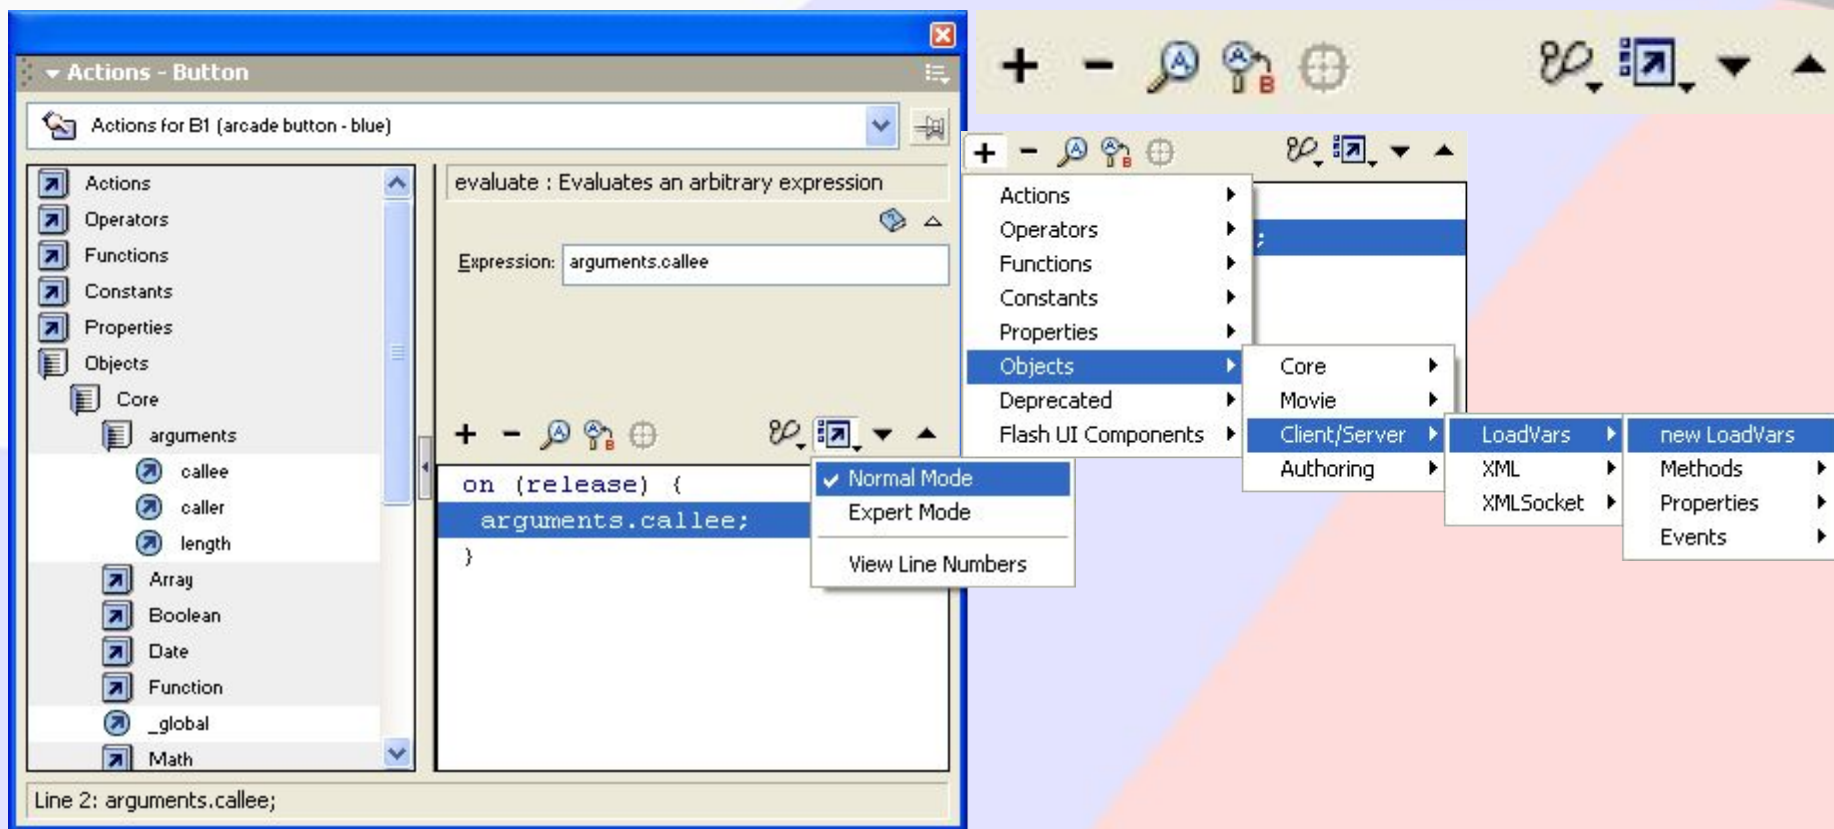 Actions - Button
Actions for B1 (arcade button - blue)
Actions
Operators
Functions
Constants
Properties
Objects
Core
arguments
callee
caller
length
Array
Boolean
Date
Function
_global
Math
evaluate : Evaluates an arbitrary expression
Expression: arguments.callee
on (release) {
arguments.callee;
}
Normal Mode
Expert Mode
View Line Numbers
Line 2: arguments.callee;
Actions
Operators
Functions
Constants
Properties
Objects
Deprecated
Flash UI Components
;
Core
Movie
Client/Server
Authoring
LoadVars
XML
XMLSocket
new LoadVars
Methods
Properties
Events